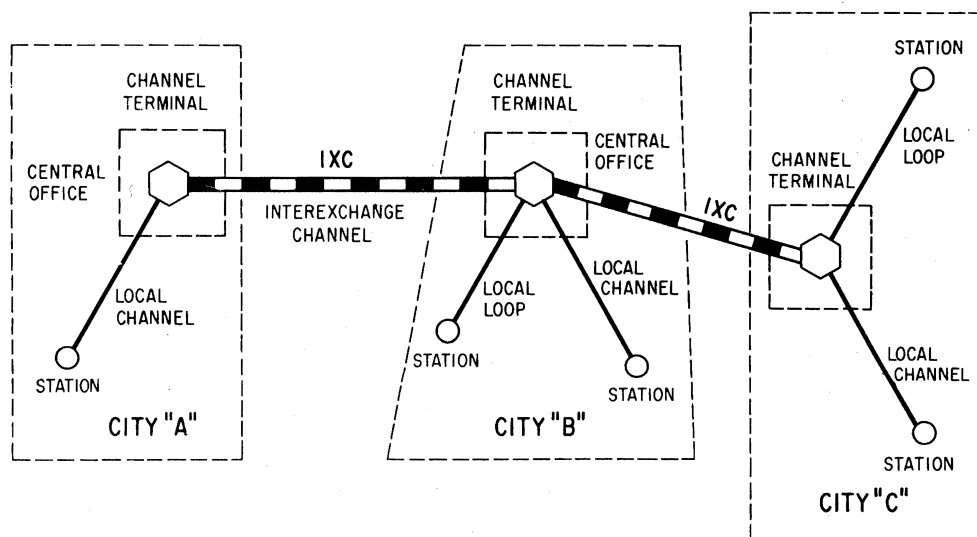 CHANNEL
TERMINAL
CENTRAL
OFFICE
IXC
INTEREXCHANGE
CHANNEL
LOCAL
CHANNEL
STATION
CITY "A"
CHANNEL
TERMINAL
CENTRAL
OFFICE
IXC
LOCAL
LOOP
LOCAL
CHANNEL
STATION
STATION
CITY "B"
STATION
LOCAL
LOOP
CHANNEL
TERMINAL
LOCAL
CHANNEL
STATION
CITY "C"